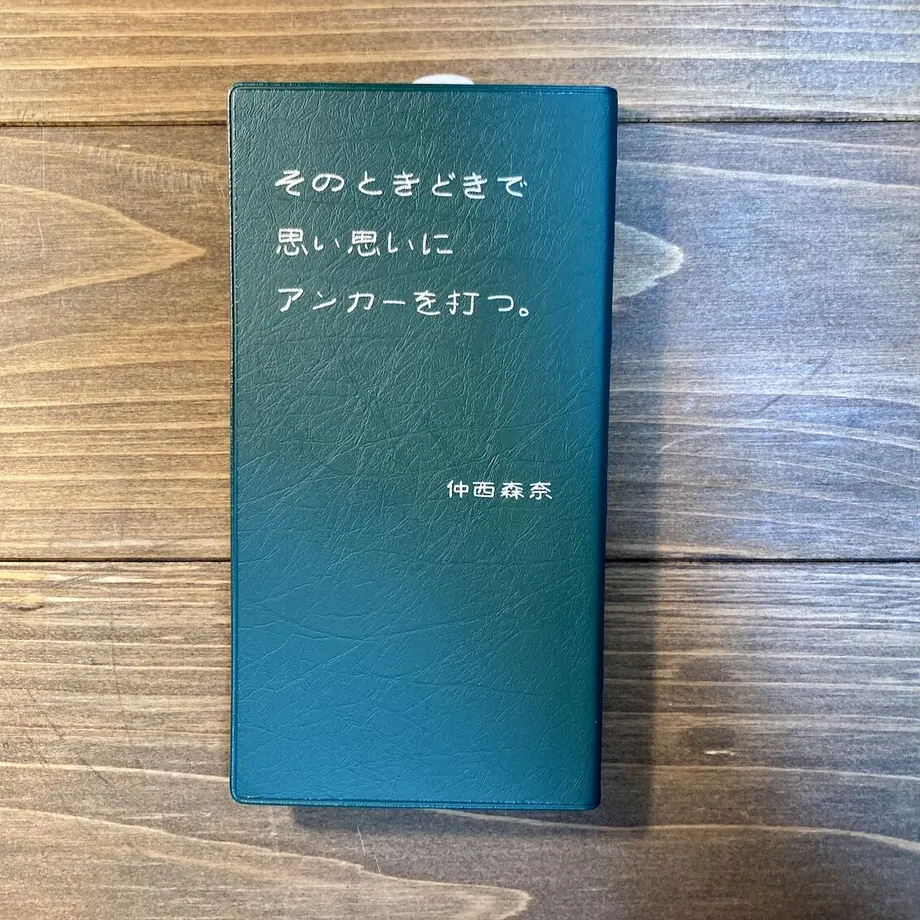 そのときどきで
思い思いに
アンカーを打つ。
仲西森奈